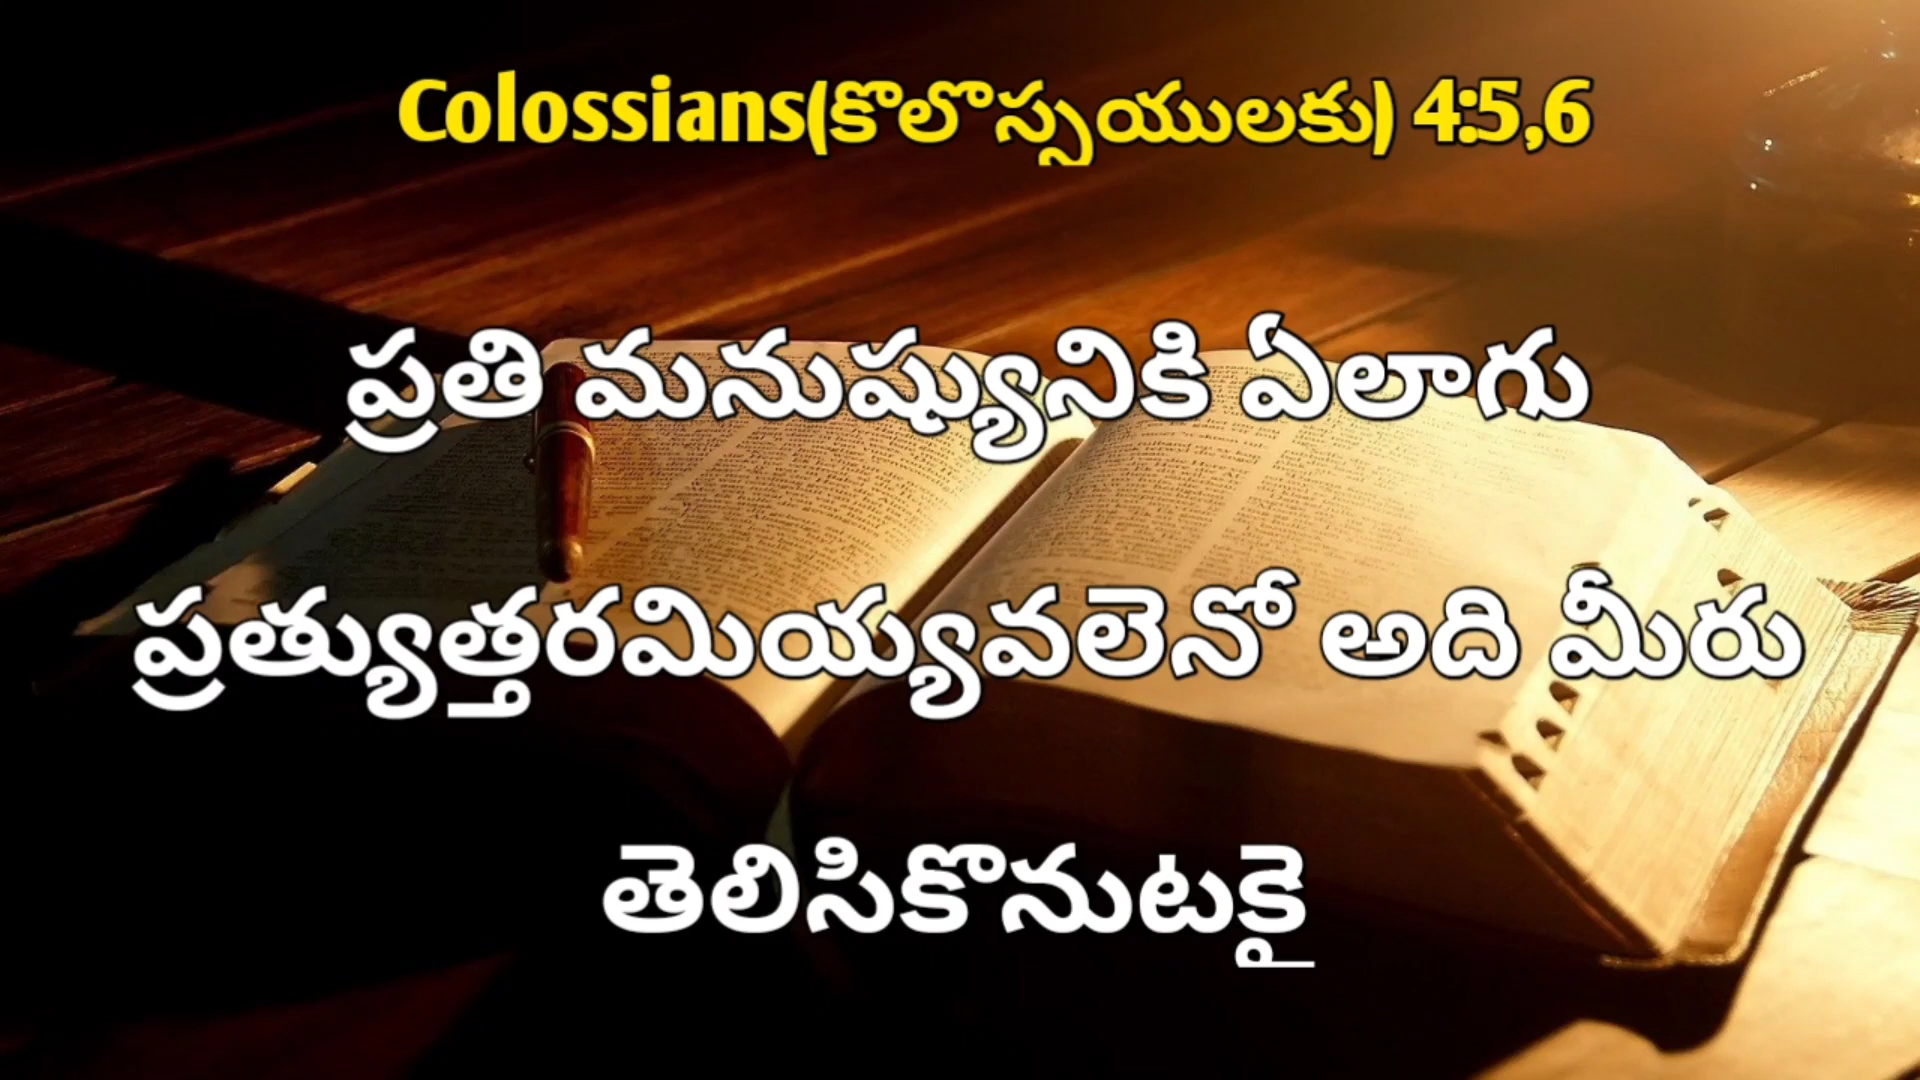 Colossians(కొలొస్సయులకు) 4:5,6
ప్రతి మనుష్యునికి ఏలాగు
ప్రత్యుత్తరమియ్యవలెనో అది మీరు
తెలిసికొనుటకై